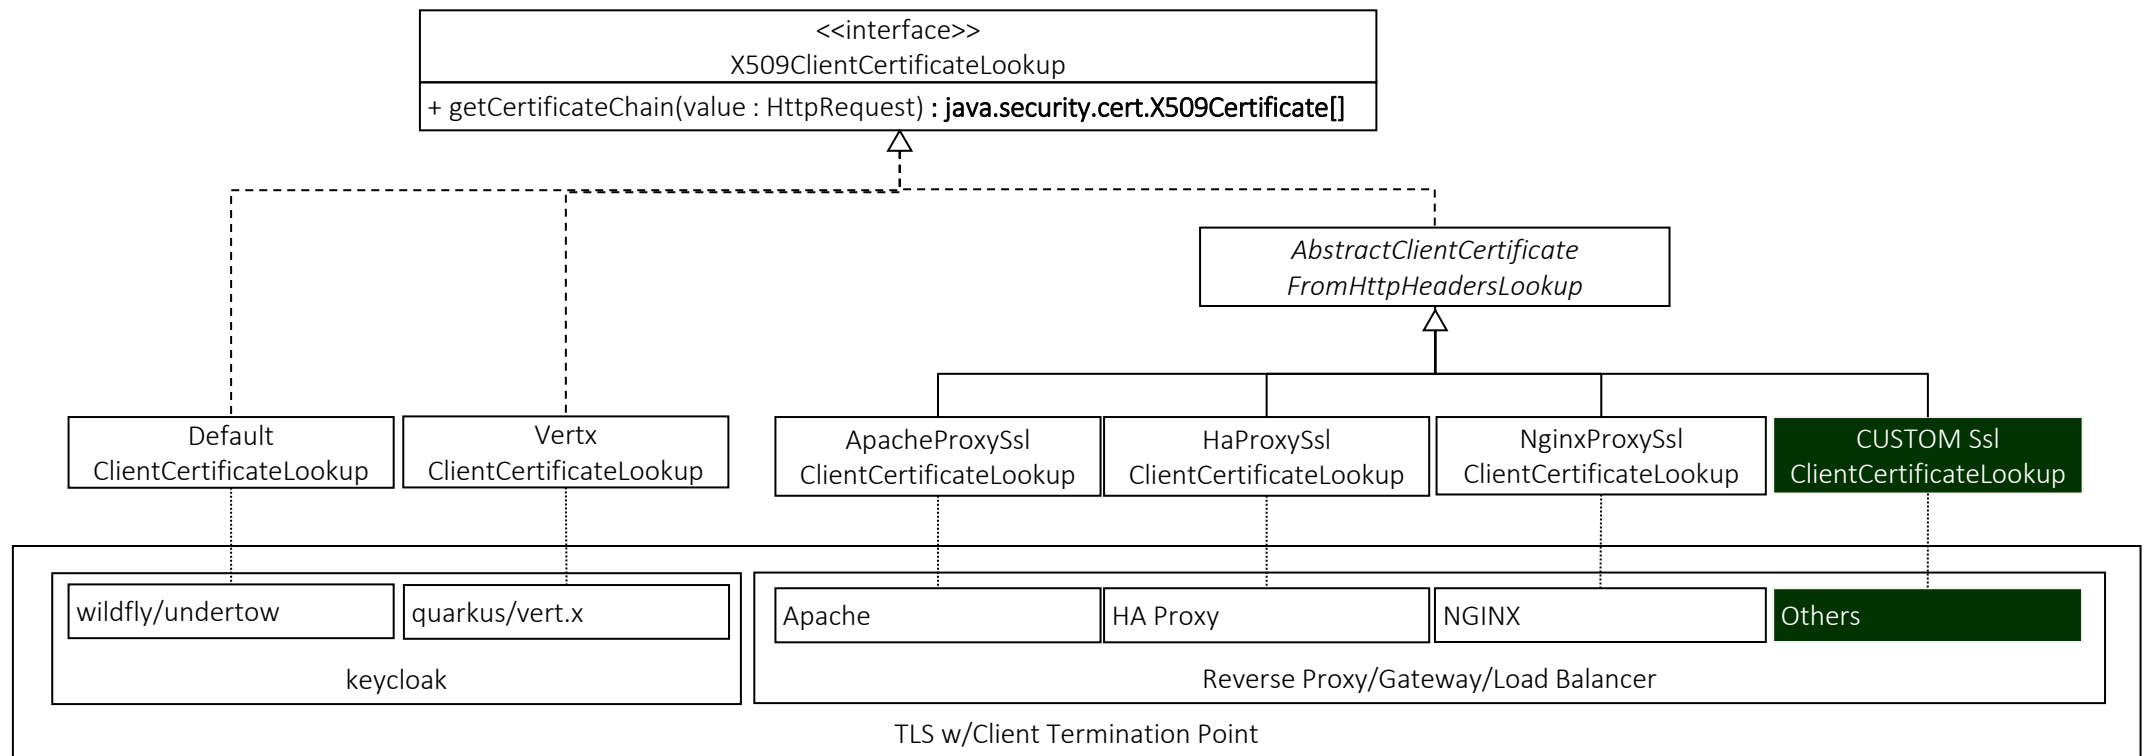 <<interface>>
X509ClientCertificateLookup
+ getCertificateChain(value : HttpRequest) : java.security.cert.X509Certificate[]
AbstractClientCertificate
FromHttpHeadersLookup
Default
ClientCertificateLookup
Vertx
ClientCertificateLookup
ApacheProxySsl
ClientCertificateLookup
HaProxySsl
ClientCertificateLookup
NginxProxySsl
ClientCertificateLookup
CUSTOM Ssl
ClientCertificateLookup
wildfly/undertow
quarkus/vert.x
Apache
HA Proxy
NGINX
Others
keycloak
Reverse Proxy/Gateway/Load Balancer
TLS w/Client Termination Point